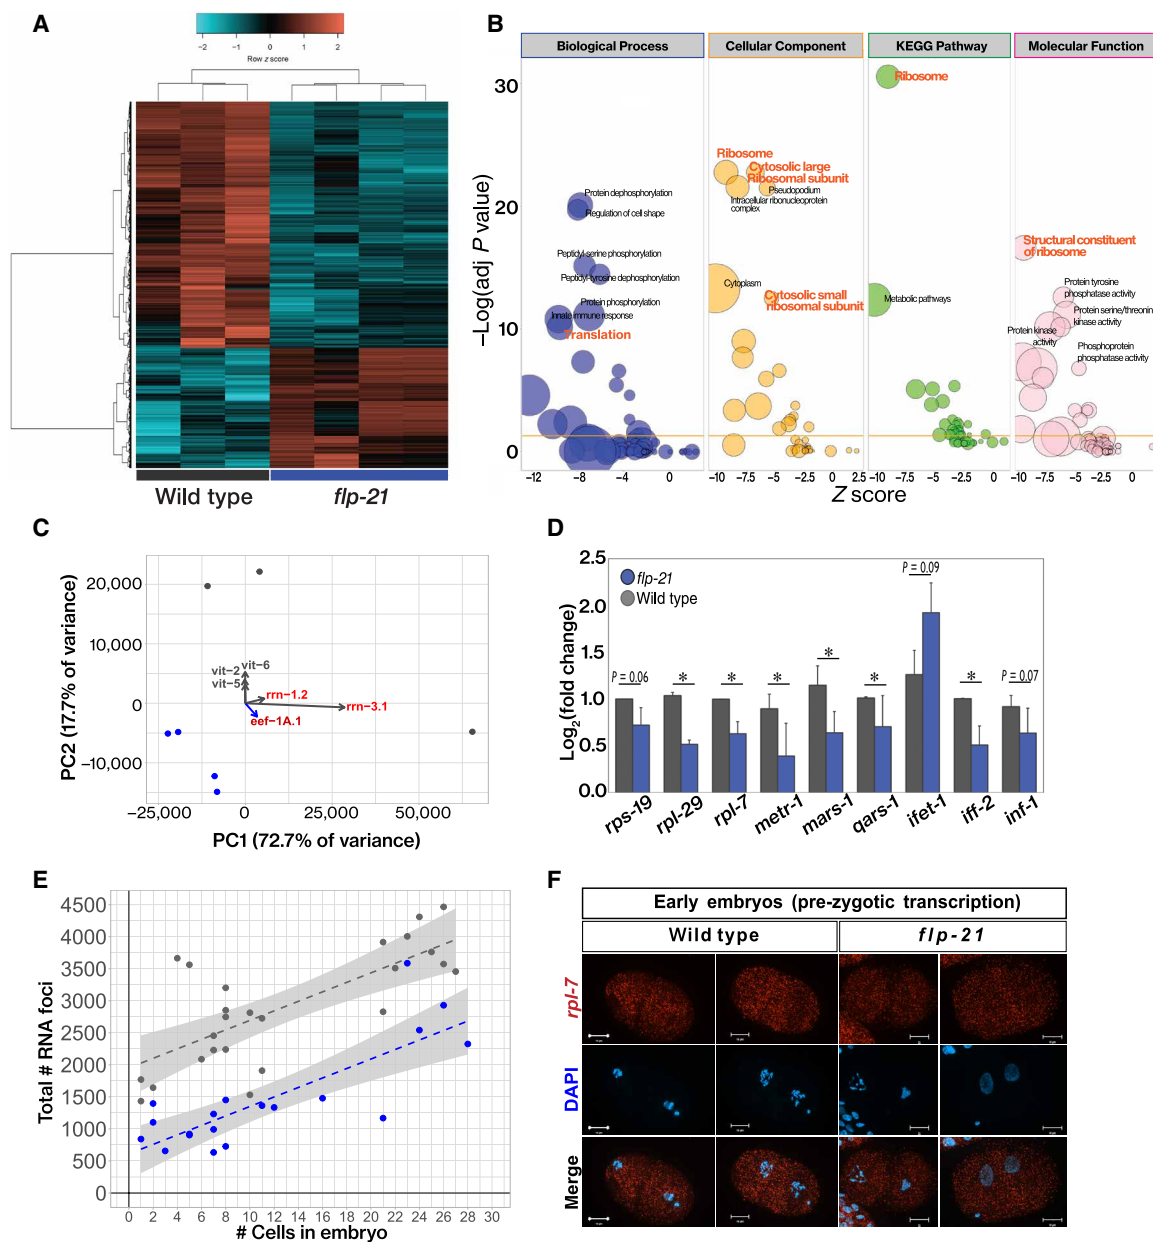 A
−2 −1 0 1 2
Row z score
Wild type
flp-21
B
Biological Process
Cellular Component
KEGG Pathway
Molecular Function
−Log(adj P value)
30
20
10
0
Protein dephosphorylation
Regulation of cell shape
Peptidyl-serine phosphorylation
Peptidyl-tyrosine dephosphorylation
Protein phosphorylation
Innate immune response
Translation
Ribosome
Cytosolic large
Ribosomal subunit
Pseudopodium
Intracellular ribonucleoprotein
complex
Cytoplasm
Cytosolic small
ribosomal subunit
Ribosome
Metabolic pathways
Structural constituent
of ribosome
Protein tyrosine
phosphatase activity
Protein serine/threonin
kinase activity
Protein kinase
activity
Phosphoprotein
phosphatase activity
−12 −8 −4 0
−10 −7.5 −5 −2.5 0 2.5
−10 −7.5 −5 −2.5 0
−10 −7.5 −5 −2.5 0
Z score
C
PC2 (17.7% of variance)
20,000
10,000
0
−10,000
vit−6
vit−2
vit−5
rrn−1.2
rrn−3.1
eef−1A.1
−25,000 0 25,000 50,000
PC1 (72.7% of variance)
D
Log2(fold change)
2.5
2.0
1.5
1.0
0.5
0.0
flp-21
Wild type
P = 0.06
*
*
*
*
*
P = 0.09
*
P = 0.07
rps-19
rpl-29
rpl-7
metr-1
mars-1
qars-1
ifet-1
iff-2
inf-1
E
Total # RNA foci
4500
4000
3500
3000
2500
2000
1500
1000
500
0
0 2 4 6 8 10 12 14 16 18 20 22 24 26 28 30
# Cells in embryo
F
Early embryos (pre-zygotic transcription)
Wild type
flp-21
rpl-7
DAPI
Merge